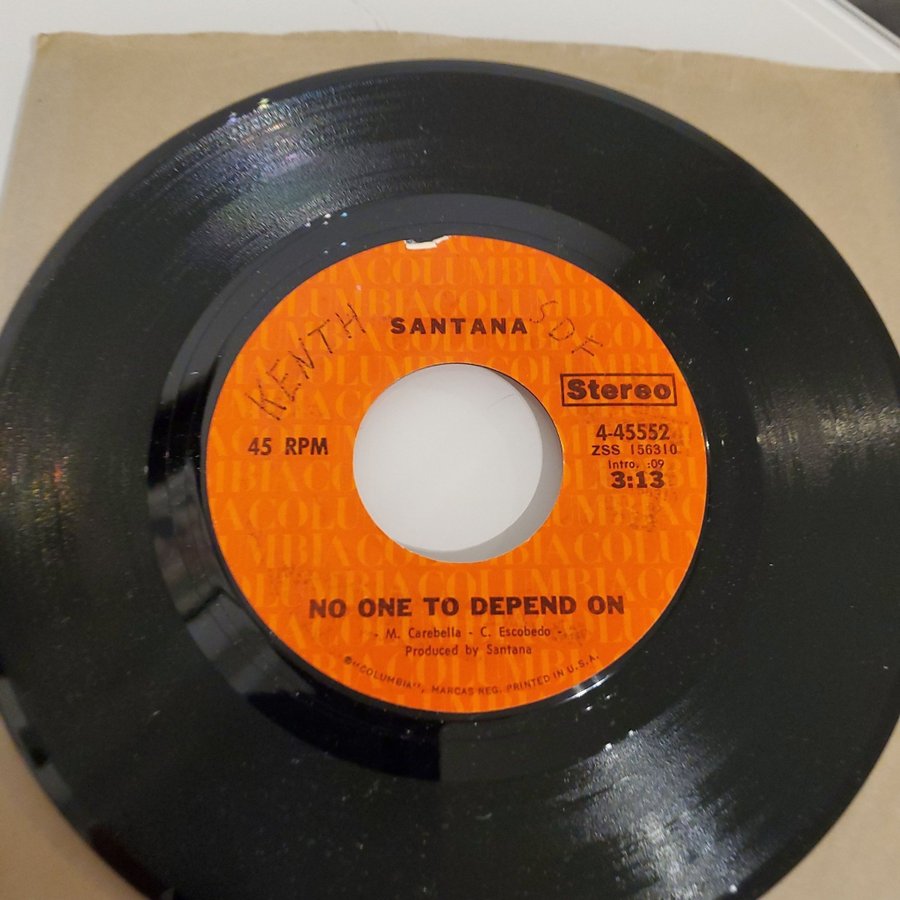 SANTANA
KENTH
SDF
Stereo
45 RPM
4-45552
ZSS 156310
Intro. :09
3:13
NO ONE TO DEPEND ON
- M. Carebella - C. Escobedo -
Produced by Santana
®"COLUMBIA", MARCAS REG. PRINTED IN U.S.A.